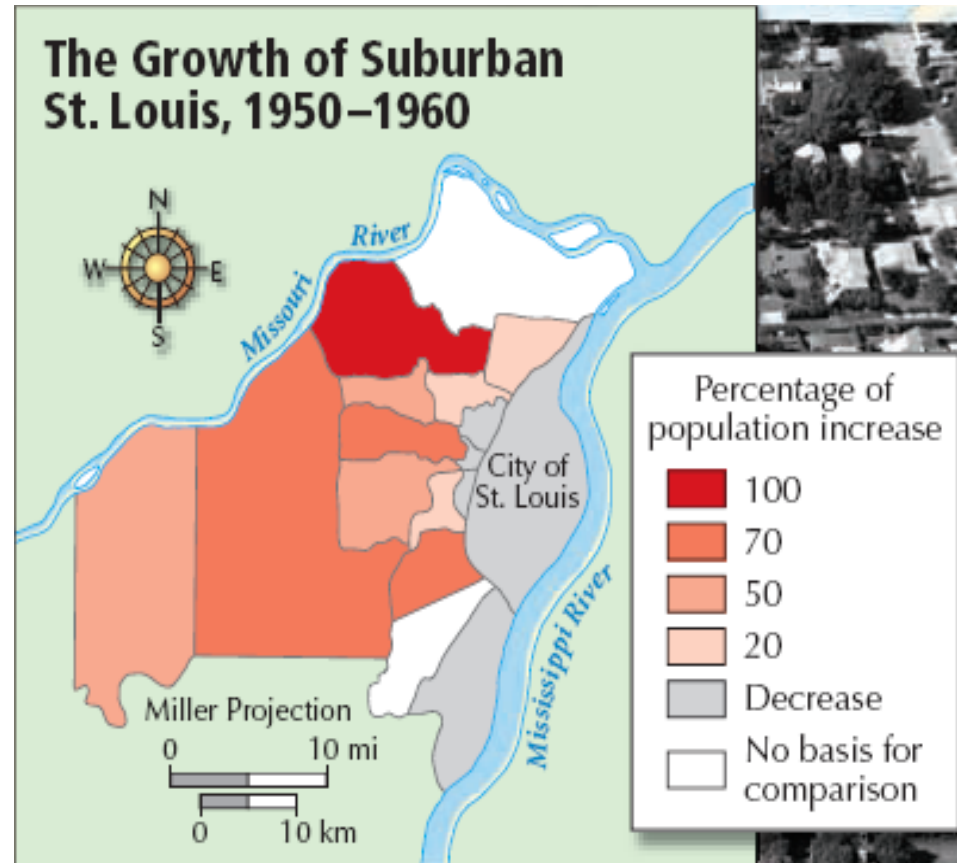 The Growth of Suburban
St. Louis, 1950–1960
N
W
E
S
Missouri
River
City of
St. Louis
Mississippi River
Miller Projection
0 10 mi
0 10 km
Percentage of
population increase
100
70
50
20
Decrease
No basis for
comparison